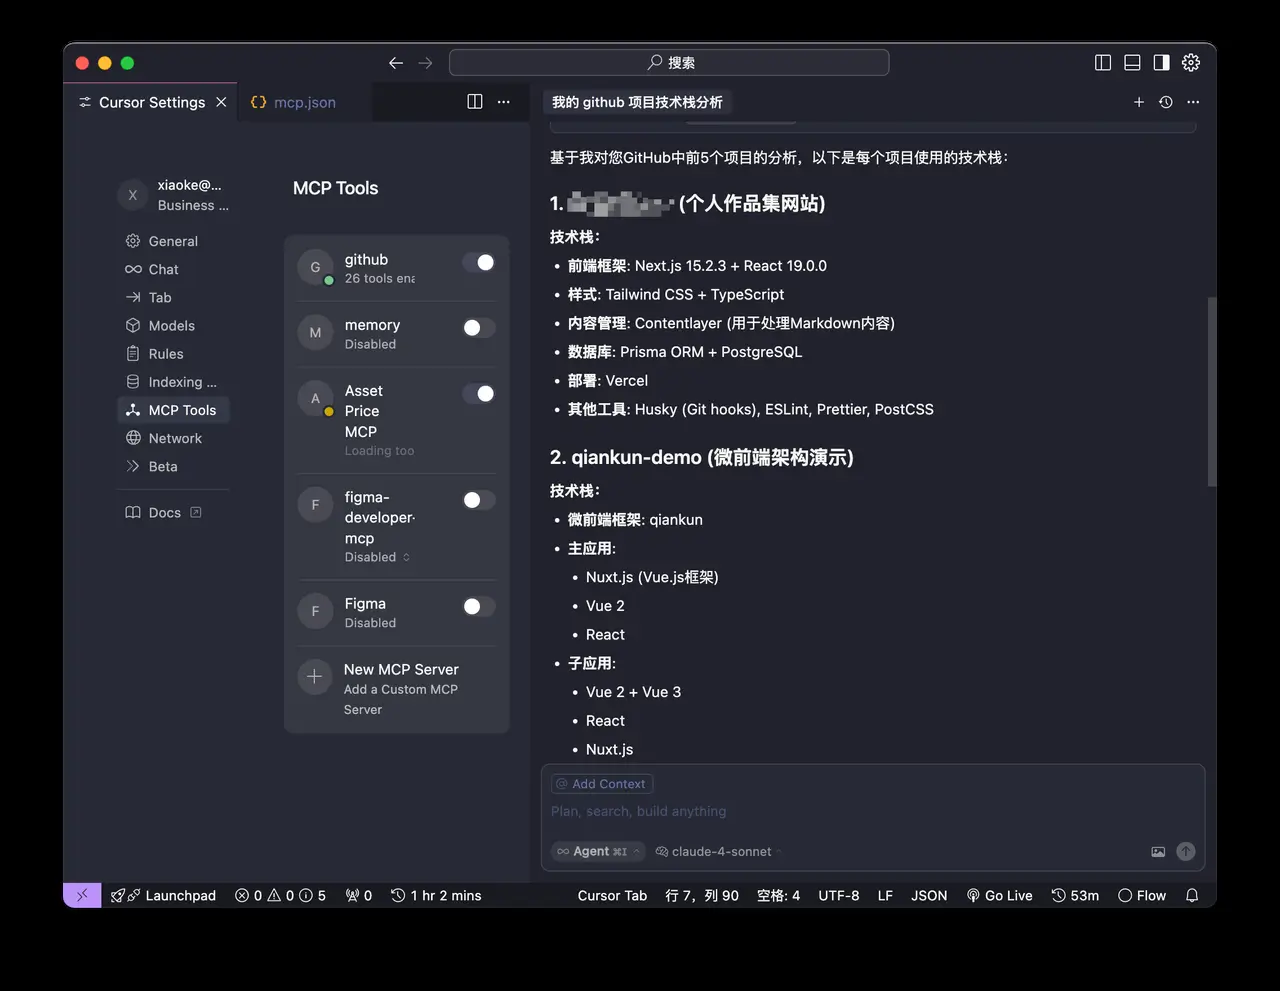 搜索
Cursor Settings
mcp.json
X
xiaoke@...
Business ...
General
Chat
Tab
Models
Rules
Indexing ...
MCP Tools
Network
Beta
Docs
MCP Tools
G
github
26 tools ena
M
memory
Disabled
A
Asset
Price
MCP
Loading too
F
figma-
developer-
mcp
Disabled
F
Figma
Disabled
New MCP Server
Add a Custom MCP
Server
我的 github 项目技术栈分析
基于我对您GitHub中前5个项目的分析，以下是每个项目使用的技术栈：
1. (个人作品集网站)
技术栈：
• 前端框架: Next.js 15.2.3 + React 19.0.0
• 样式: Tailwind CSS + TypeScript
• 内容管理: Contentlayer (用于处理Markdown内容)
• 数据库: Prisma ORM + PostgreSQL
• 部署: Vercel
• 其他工具: Husky (Git hooks), ESLint, Prettier, PostCSS
2. qiankun-demo (微前端架构演示)
技术栈：
• 微前端框架: qiankun
• 主应用:
• Nuxt.js (Vue.js框架)
• Vue 2
• React
• 子应用:
• Vue 2 + Vue 3
• React
• Nuxt.js
@ Add Context
Plan, search, build anything
Agent ⌘I
claude-4-sonnet
Launchpad
0
0
5
0
1 hr 2 mins
Cursor Tab
行 7，列 90
空格: 4
UTF-8
LF
JSON
Go Live
53m
Flow